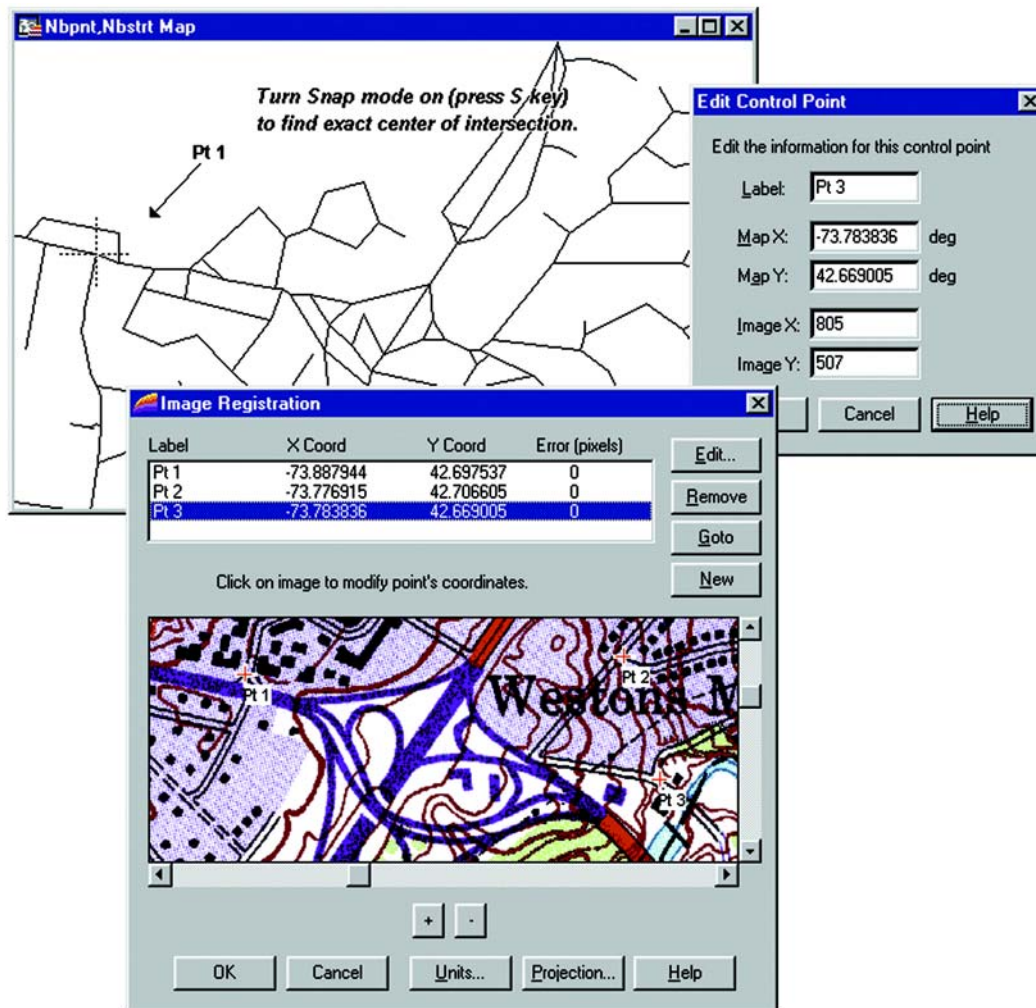 Nbpnt,Nbstrt Map
Turn Snap mode on (press S key)
to find exact center of intersection.
Pt 1
Edit Control Point
Edit the information for this control point
Label: Pt 3
Map X: -73.783836 deg
Map Y: 42.669005 deg
Image X: 805
Image Y: 507
Cancel Help
Image Registration
Label X Coord Y Coord Error (pixels)
Pt 1 -73.887944 42.697537 0
Pt 2 -73.776915 42.706605 0
Pt 3 -73.783836 42.669005 0
Edit...
Remove
Goto
New
Click on image to modify point's coordinates.
Pt 1
Pt 2
Westons M
Pt 3
+ -
OK Cancel Units... Projection... Help